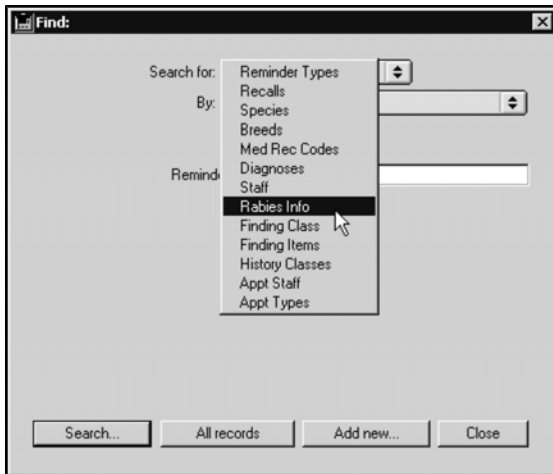 Find:
Search for:
By:
Remind
Reminder Types
Recalls
Species
Breeds
Med Rec Codes
Diagnoses
Staff
Rabies Info
Finding Class
Finding Items
History Classes
Appt Staff
Appt Types
Search... All records Add new... Close